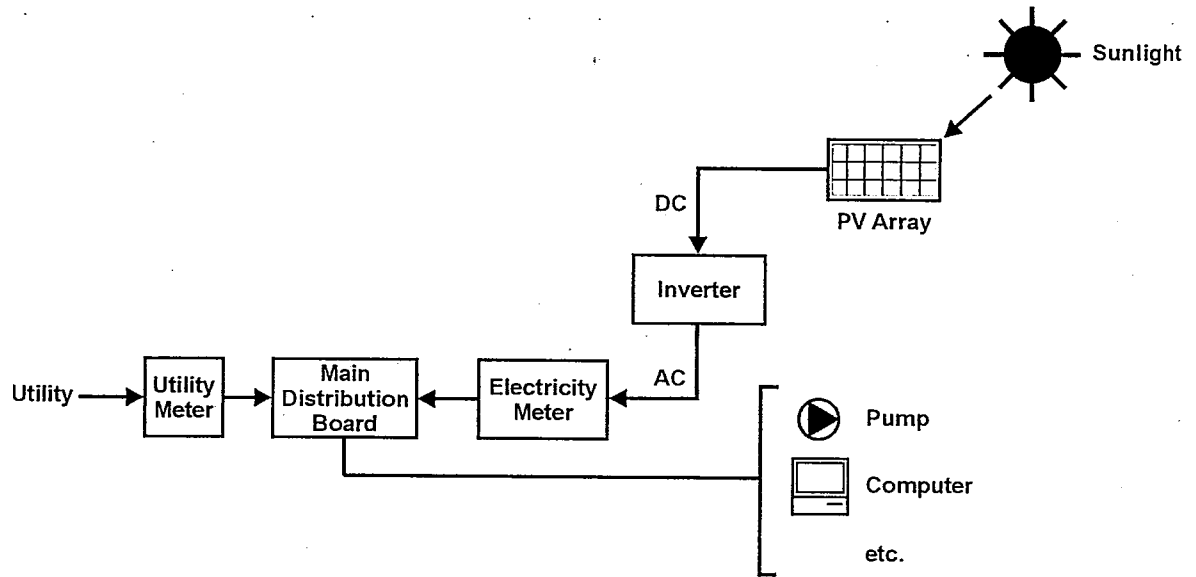 Sunlight
PV Array
DC
Inverter
AC
Utility
Utility
Meter
Main
Distribution
Board
Electricity
Meter
Pump
Computer
etc.